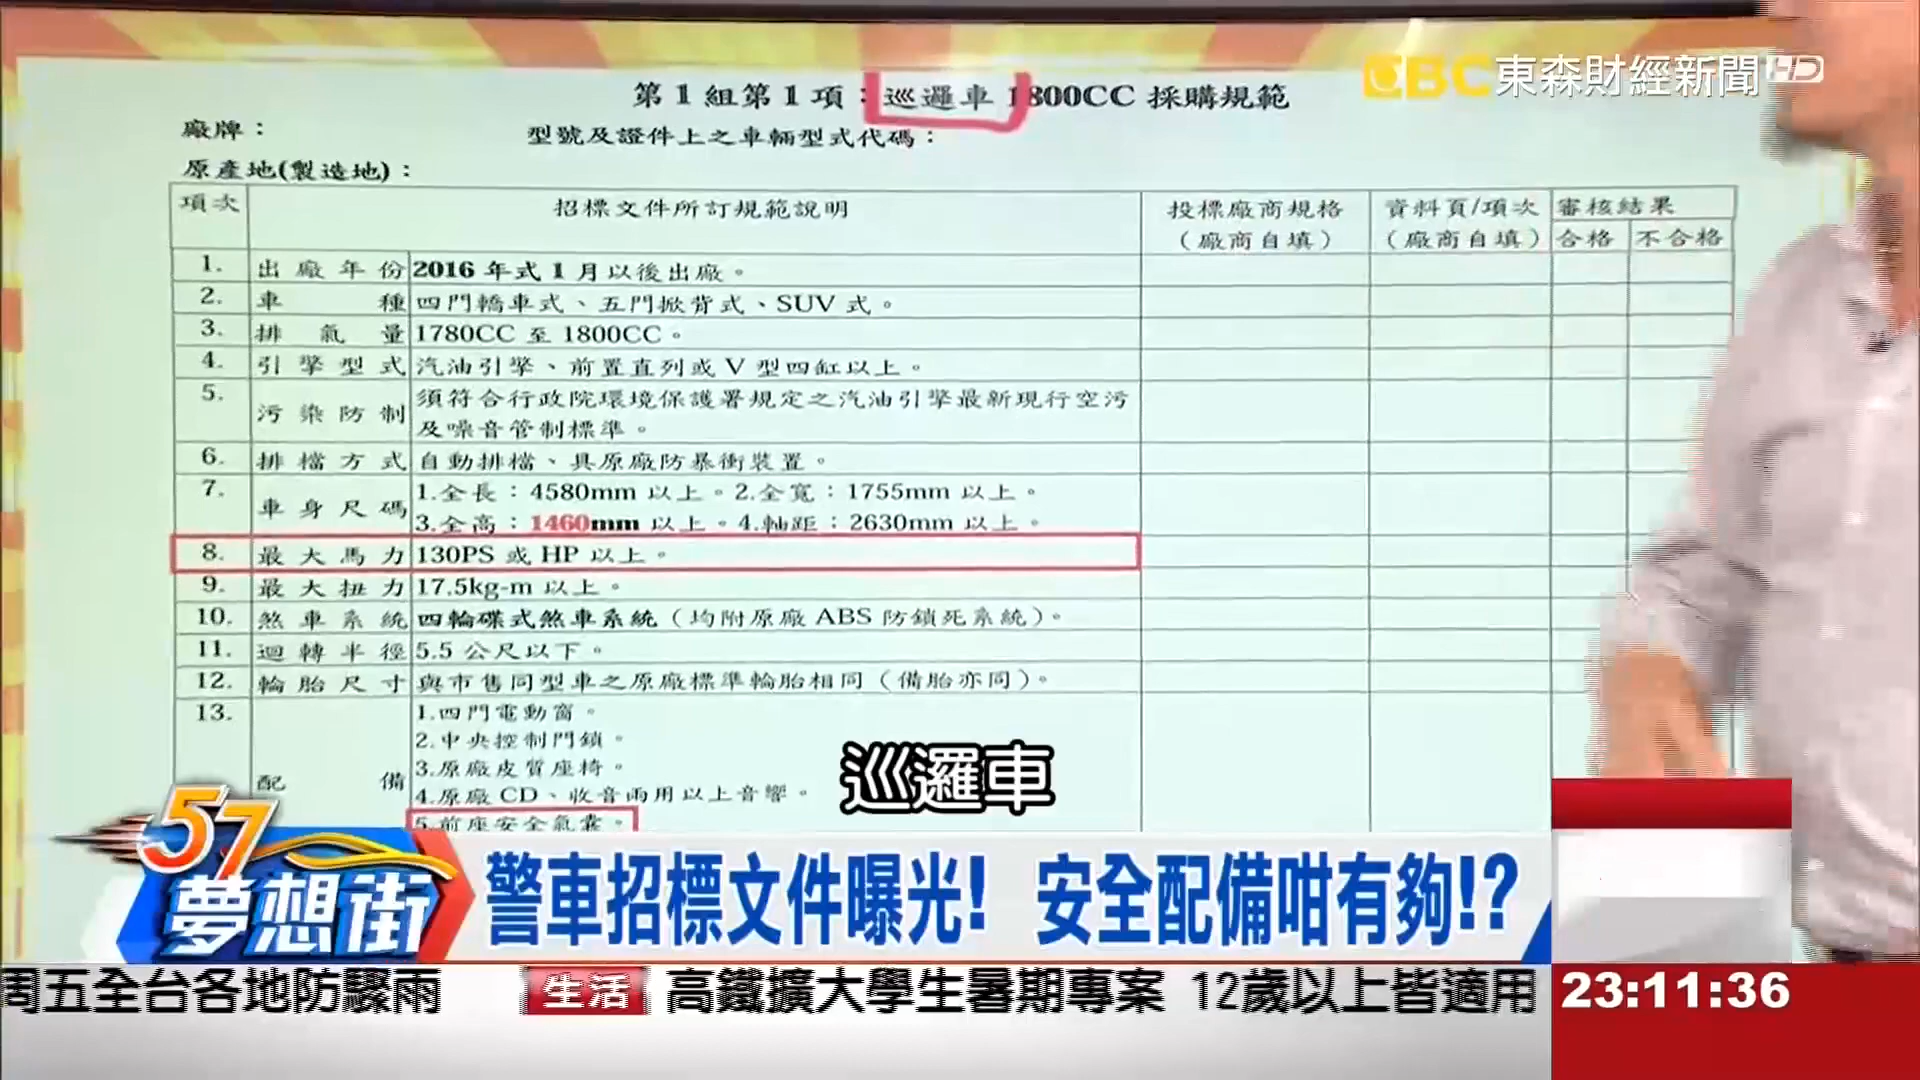 EBC 東森財經新聞 HD
第1組第1項：巡邏車 1800CC 採購規範
廠牌： 型號及證件上之車輛型式代碼：
原產地(製造地)：
項次 招標文件所訂規範說明 投標廠商規格（廠商自填） 資料頁/項次（廠商自填） 審核結果 合格 不合格
1. 出廠年份 2016 年式 1 月以後出廠。
2. 車種 四門轎車式、五門掀背式、SUV 式。
3. 排氣量 1780CC 至 1800CC。
4. 引擎型式 汽油引擎、前置直列或 V 型四缸以上。
5. 污染防制 須符合行政院環境保護署規定之汽油引擎最新現行空污
及噪音管制標準。
6. 排檔方式 自動排檔、具原廠防暴衝裝置。
7. 車身尺碼 1.全長：4580mm 以上。2.全寬：1755mm 以上。
3.全高：1460mm 以上。4.軸距：2630mm 以上。
8. 最大馬力 130PS 或 HP 以上。
9. 最大扭力 17.5kg-m 以上。
10. 煞車系統 四輪碟式煞車系統（均附原廠 ABS 防鎖死系統）。
11. 迴轉半徑 5.5 公尺以下。
12. 輪胎尺寸 與市售同型車之原廠標準輪胎相同（備胎亦同）。
13. 配備 1.四門電動窗。
2.中央控制門鎖。
3.原廠皮質座椅。
4.原廠 CD、收音兩用以上音響。
5.前座安全氣囊。
巡邏車
57夢想街
警車招標文件曝光! 安全配備咁有夠!?
周五全台各地防驟雨 生活 高鐵擴大學生暑期專案 12歲以上皆適用
23:11:36